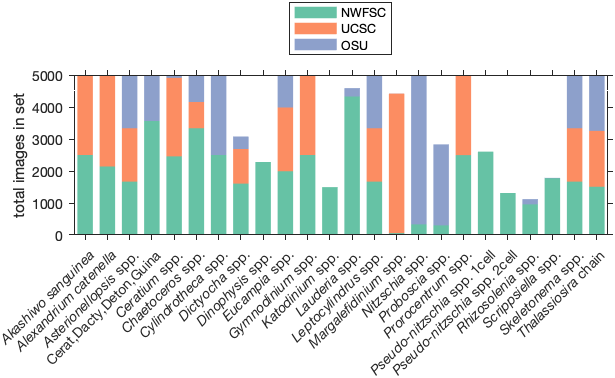 NWFSC
UCSC
OSU
total images in set
5000
4000
3000
2000
1000
0
Akashiwo sanguinea
Alexandrium catenella
Asterionellopsis spp.
Cerat,Dacty,Deton,Guina
Ceratium spp.
Chaetoceros spp.
Cylindrotheca spp.
Dictyocha spp.
Dinophysis spp.
Eucampia spp.
Gymnodinium spp.
Katodinium spp.
Lauderia spp.
Leptocylindrus spp.
Margalefidinium spp.
Nitzschia spp.
Proboscia spp.
Prorocentrum spp.
Pseudo-nitzschia spp. 1cell
Pseudo-nitzschia spp. 2cell
Rhizosolenia spp.
Scrippsiella spp.
Skeletonema spp.
Thalassiosira chain